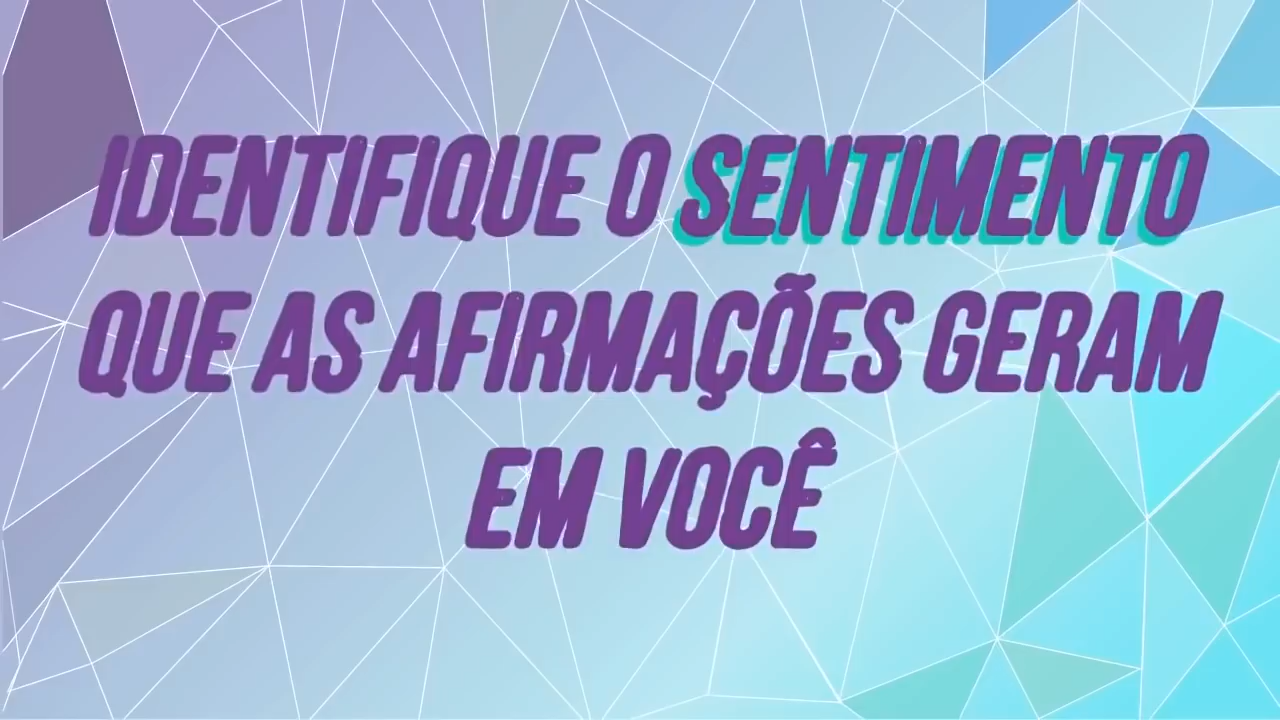 IDENTIFIQUE O SENTIMENTO
QUE AS AFIRMAÇÕES GERAM
EM VOCÊ